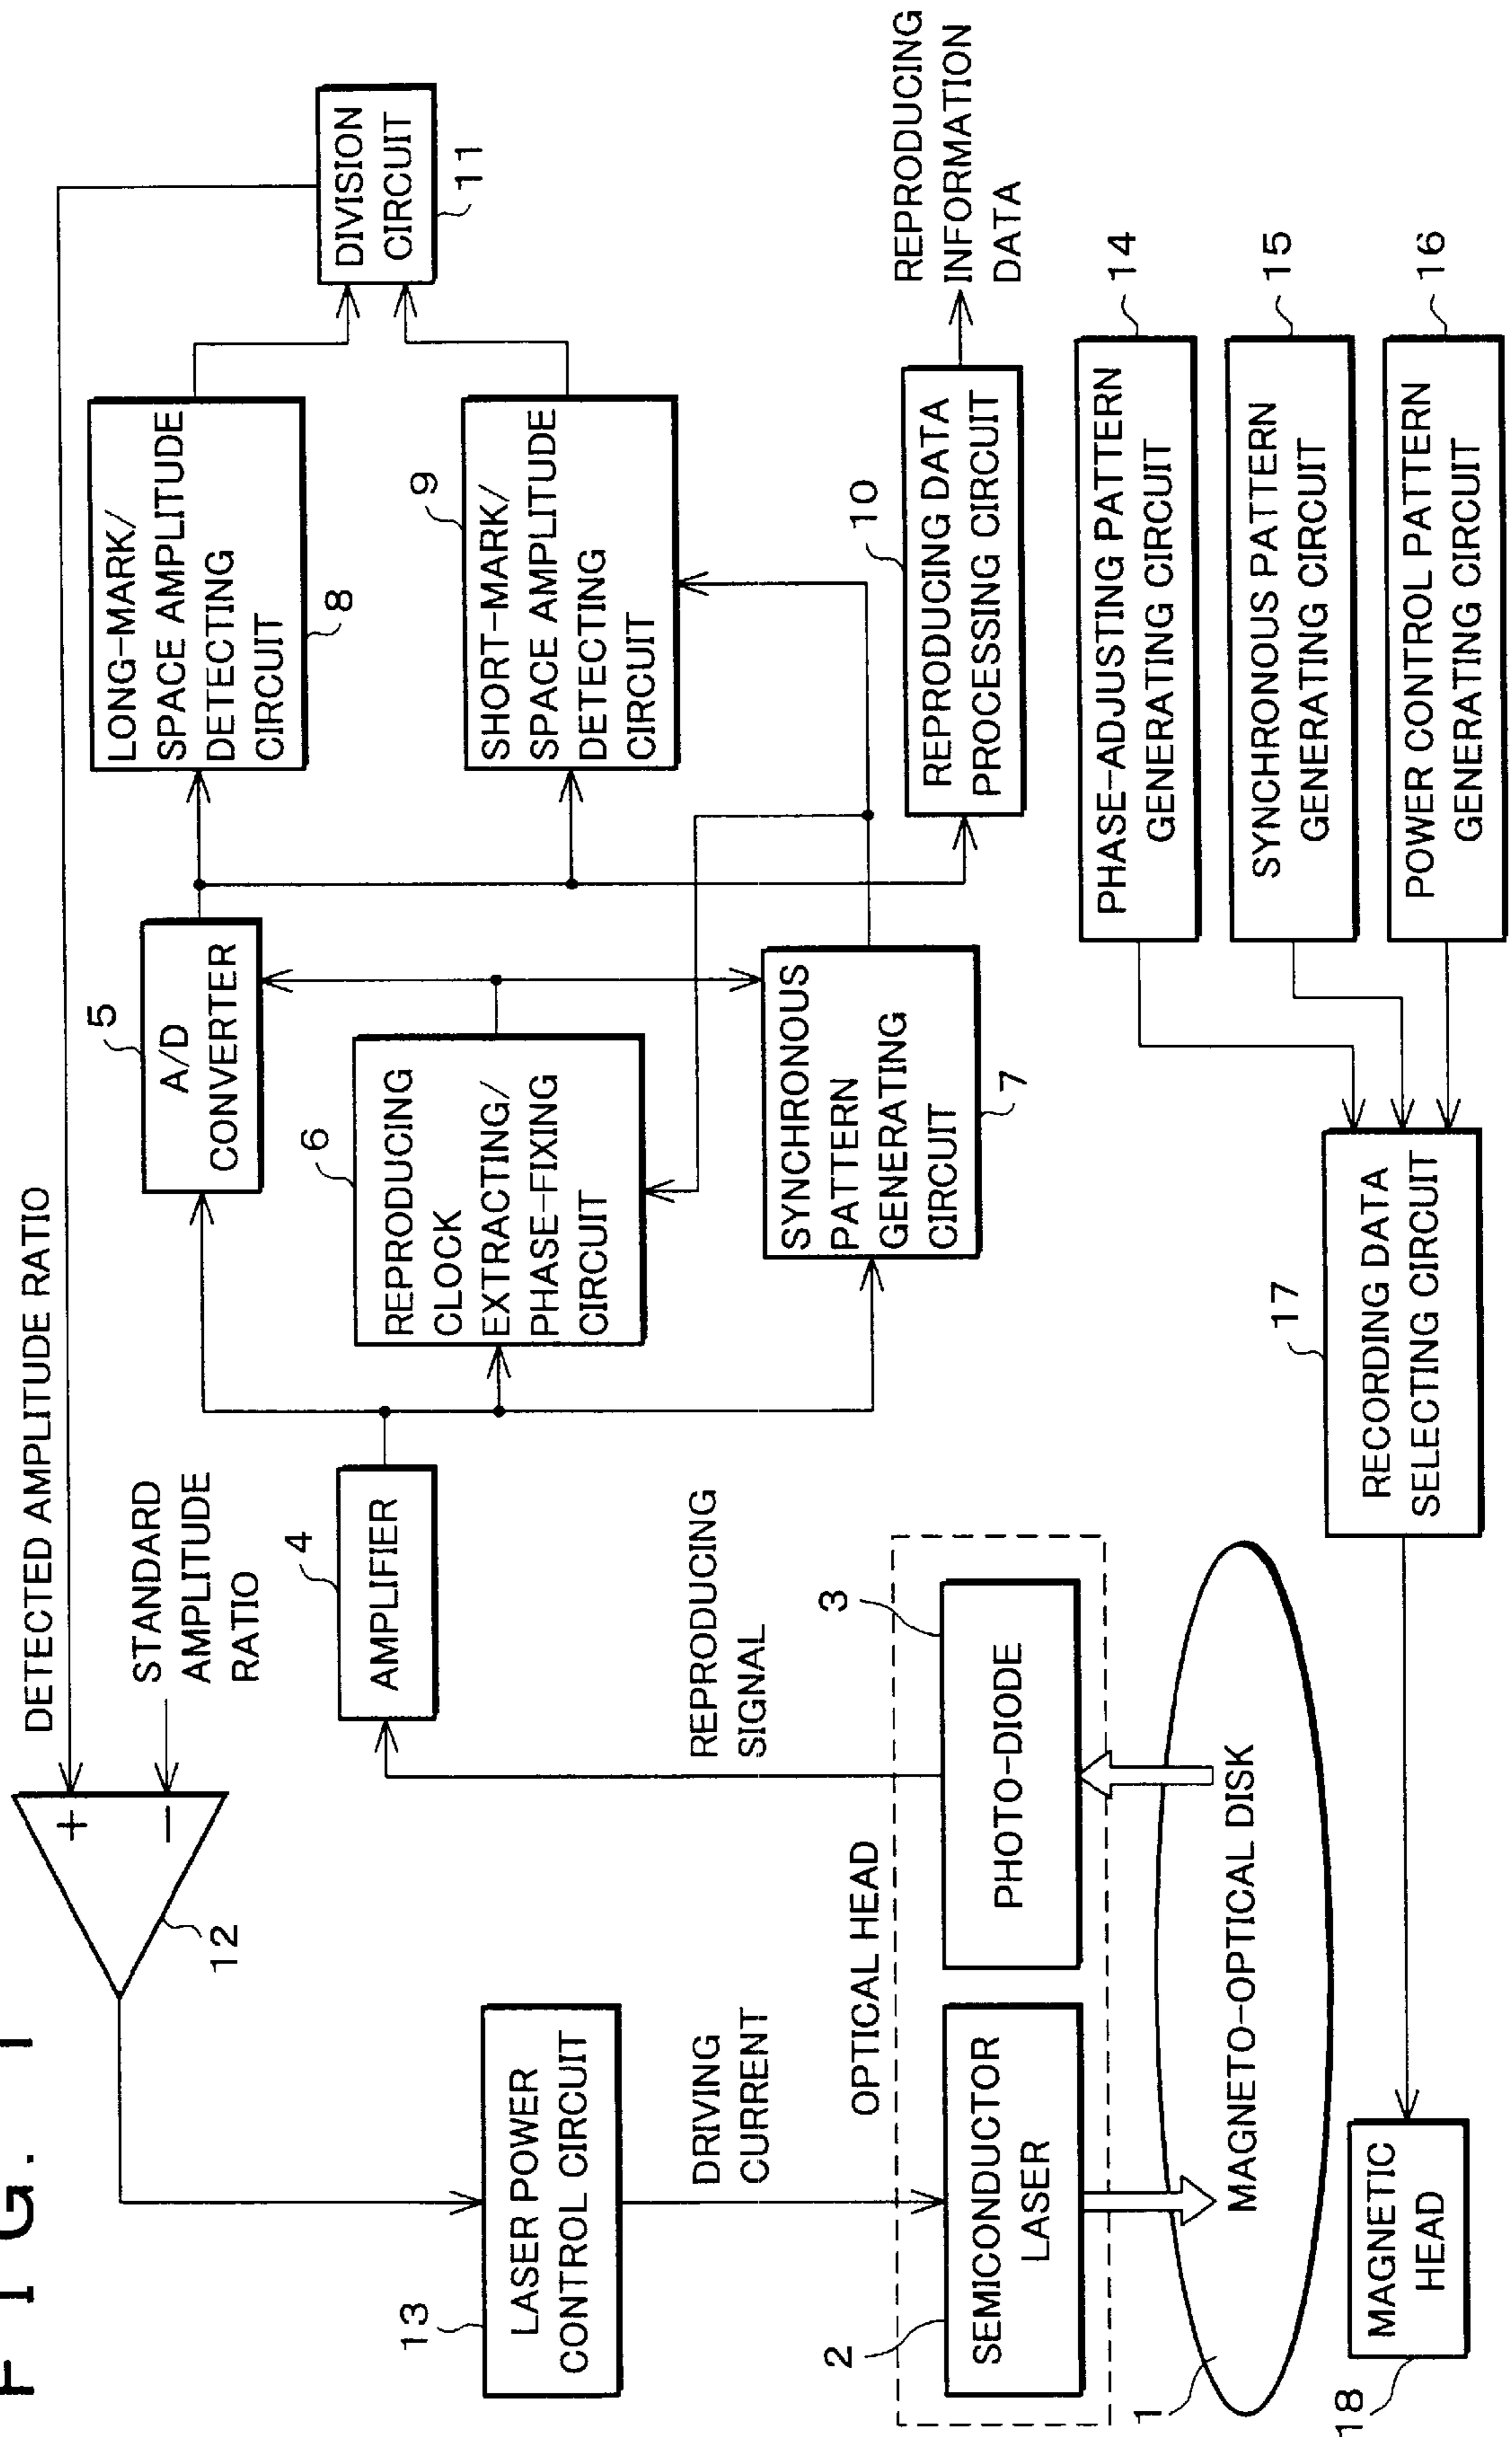 FIG. 1
DETECTED AMPLITUDE RATIO
STANDARD
AMPLITUDE
RATIO
+
−
12
5
A/D
CONVERTER
LONG-MARK/
SPACE AMPLITUDE
DETECTING
CIRCUIT
8
DIVISION
CIRCUIT
11
4
AMPLIFIER
6
REPRODUCING
CLOCK
EXTRACTING/
PHASE-FIXING
CIRCUIT
9
SHORT-MARK/
SPACE AMPLITUDE
DETECTING
CIRCUIT
13
LASER POWER
CONTROL CIRCUIT
DRIVING
CURRENT
REPRODUCING
SIGNAL
SYNCHRONOUS
PATTERN
GENERATING
CIRCUIT
7
10
REPRODUCING DATA
PROCESSING CIRCUIT
REPRODUCING
INFORMATION
DATA
OPTICAL HEAD
2
SEMICONDUCTOR
LASER
3
PHOTO-DIODE
PHASE-ADJUSTING PATTERN
GENERATING CIRCUIT
14
1
MAGNETO-OPTICAL DISK
SYNCHRONOUS PATTERN
GENERATING CIRCUIT
15
17
RECORDING DATA
SELECTING CIRCUIT
POWER CONTROL PATTERN
GENERATING CIRCUIT
16
18
MAGNETIC
HEAD